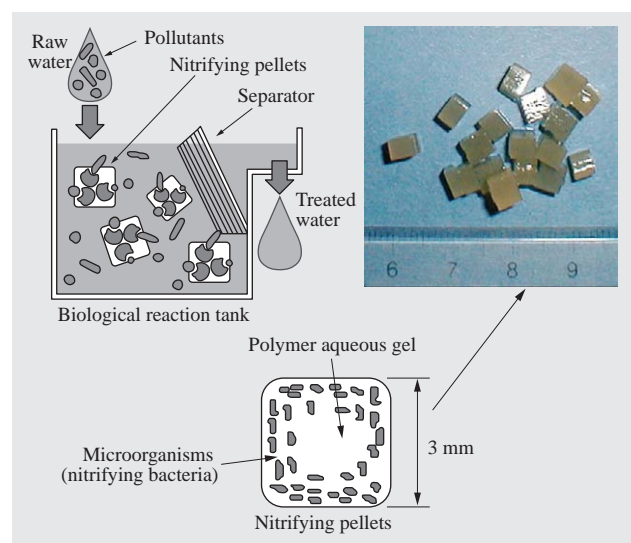 Raw
water
Pollutants
Nitrifying pellets
Separator
Treated
water
Biological reaction tank
6 7 8 9
Polymer aqueous gel
3 mm
Microorganisms
(nitrifying bacteria)
Nitrifying pellets